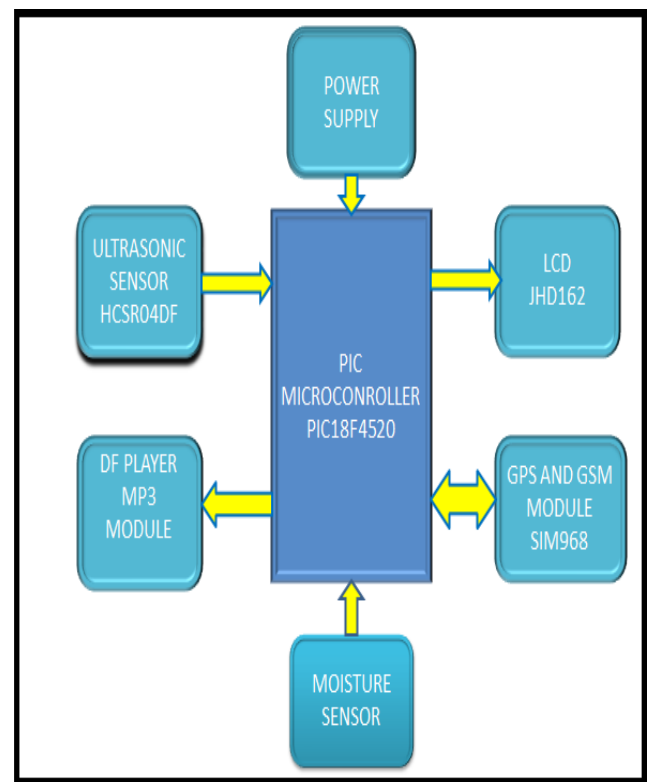 POWER
SUPPLY
ULTRASONIC
SENSOR
HCSR04DF
LCD
JHD162
PIC
MICROCONROLLER
PIC18F4520
DF PLAYER
MP3
MODULE
GPS AND GSM
MODULE
SIM968
MOISTURE
SENSOR